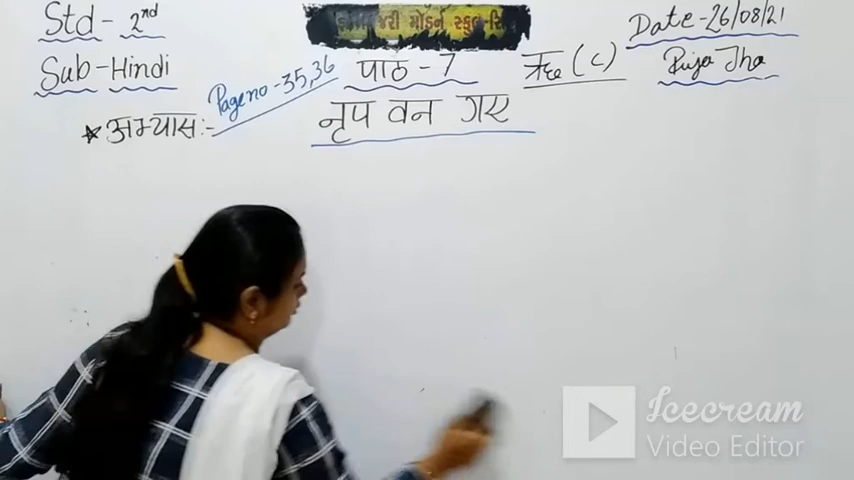 Std - 2nd
મોડર્ન સ્કૂલ
Date - 26/08/21
Sub - Hindi
Page no - 35,36
पाठ - 7
ऋ ( ृ )
Puja Jha
★ अभ्यास :-
नृप वन गए
Icecream
Video Editor